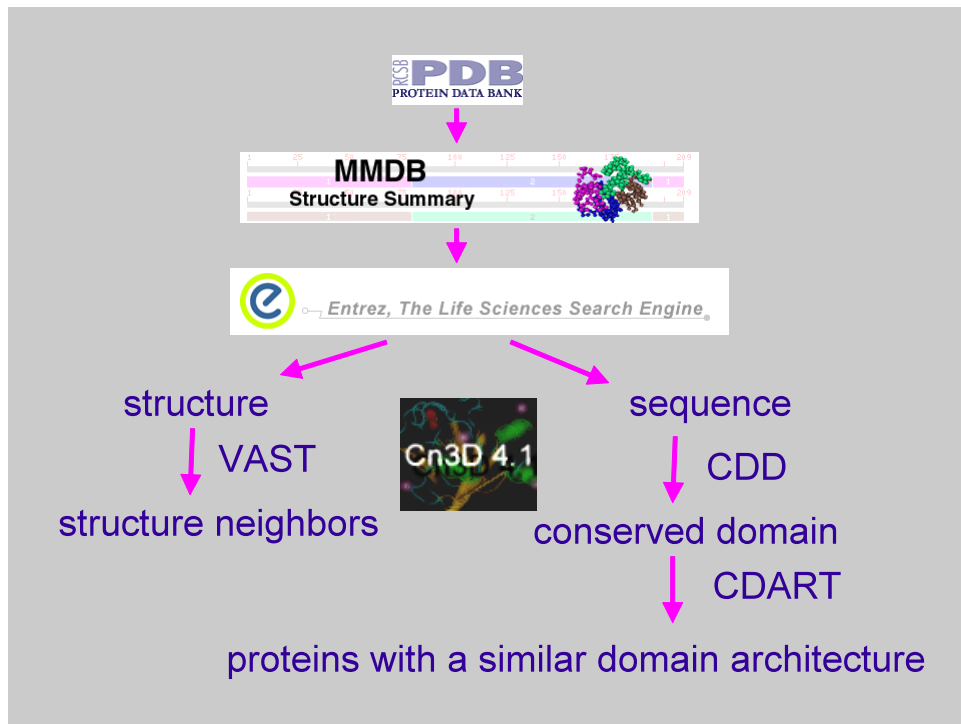 RCSB
PDB
PROTEIN DATA BANK
MMDB
Structure Summary
e
Entrez, The Life Sciences Search Engine
structure
sequence
VAST
Cn3D 4.1
CDD
structure neighbors
conserved domain
CDART
proteins with a similar domain architecture